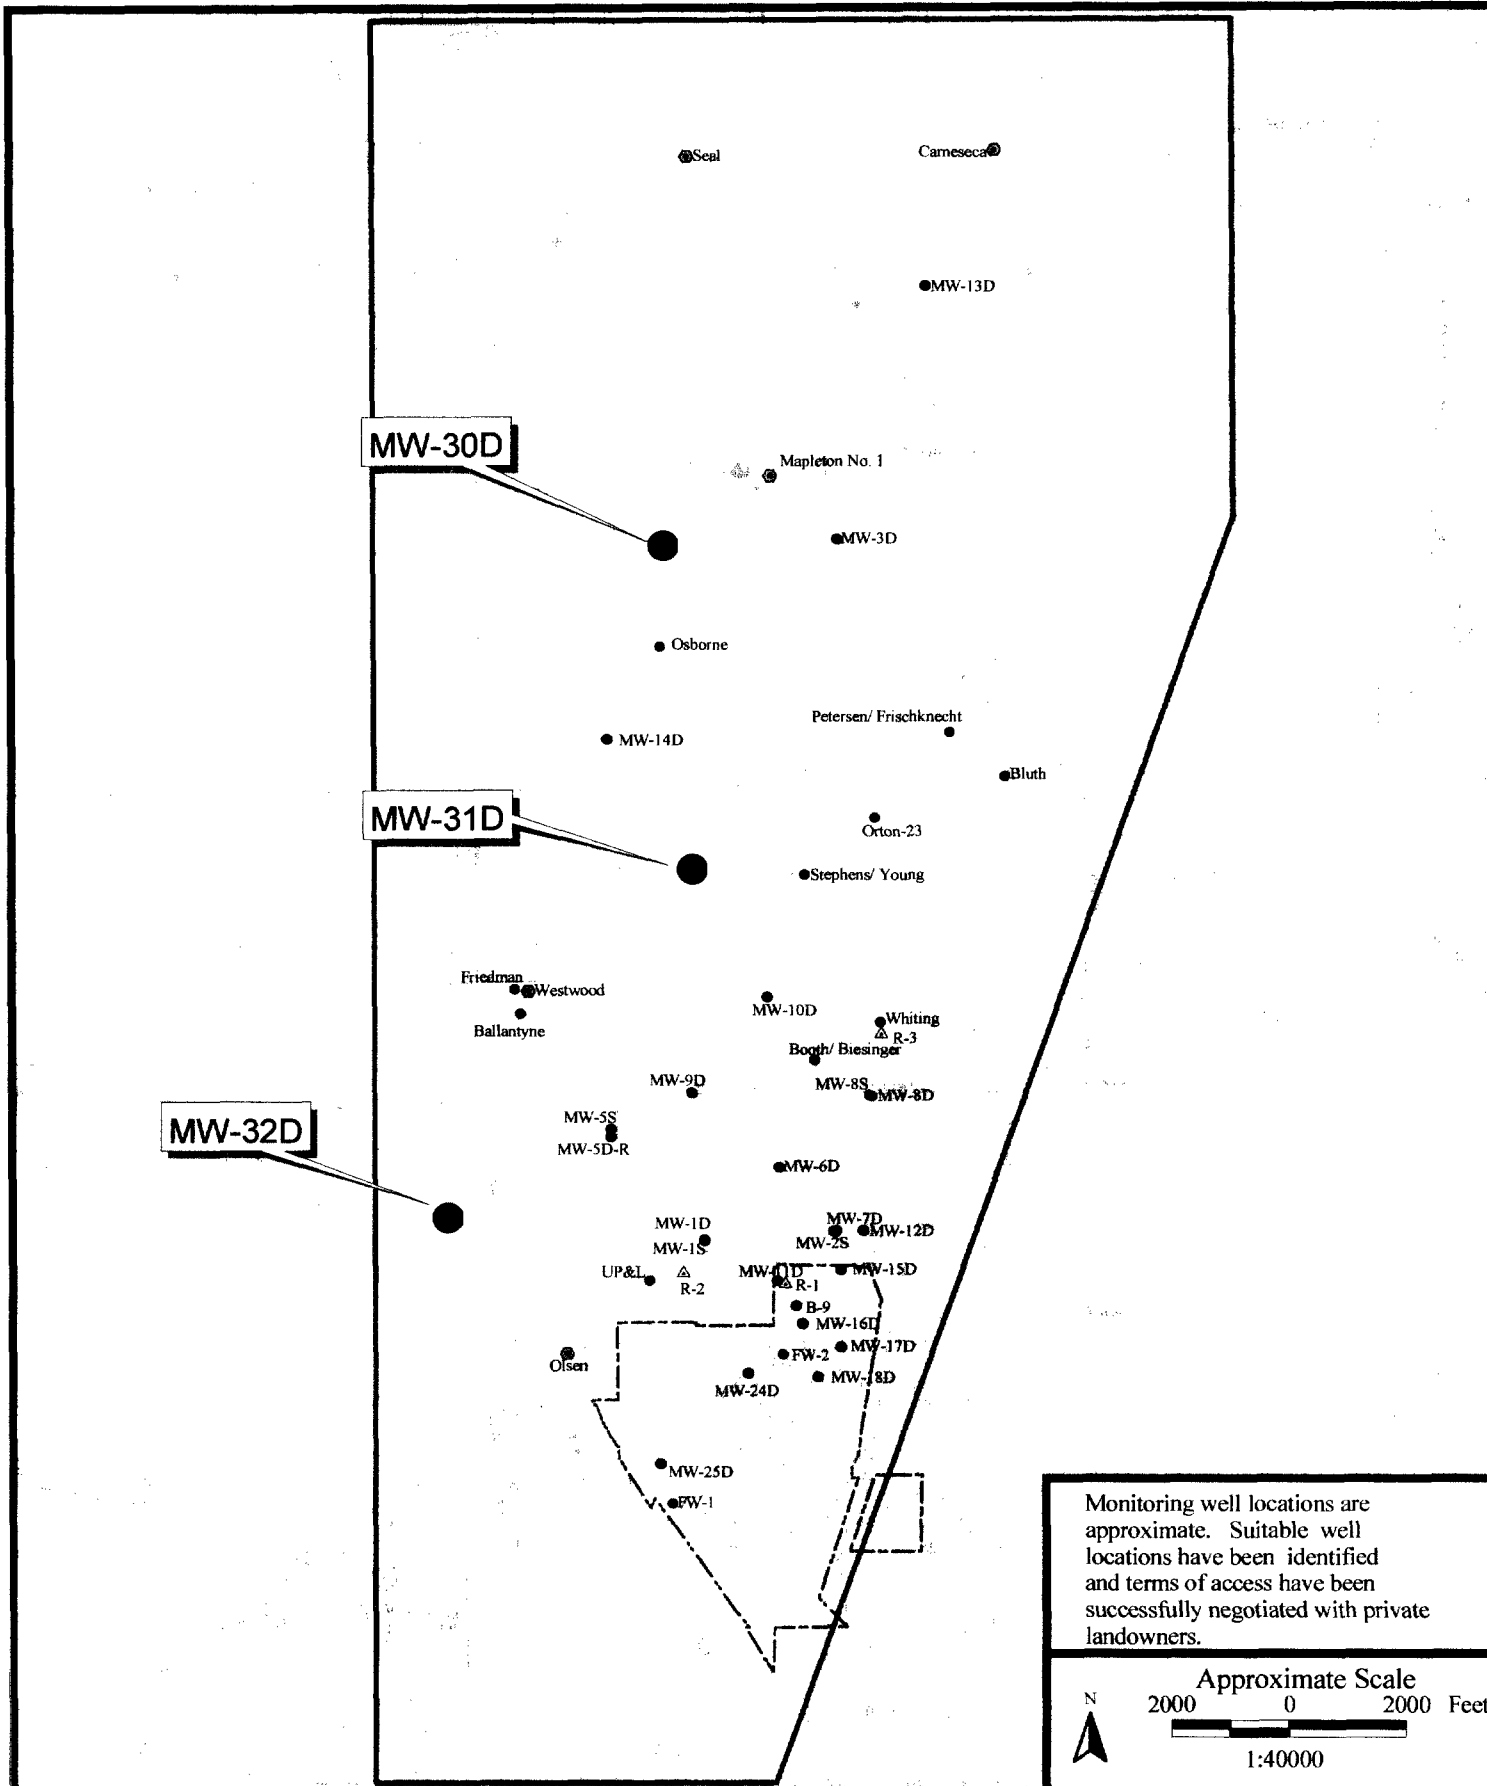 Seal
Carneseca
MW-13D
MW-30D
Mapleton No. 1
MW-3D
Osborne
Petersen/ Frischknecht
MW-14D
Bluth
MW-31D
Orton-23
Stephens/ Young
Friedman
Westwood
MW-10D
Ballantyne
Whiting
R-3
Booth/ Biesinger
MW-9D
MW-8S
MW-8D
MW-5S
MW-32D
MW-5D-R
MW-6D
MW-1D
MW-7D
MW-12D
MW-1S
MW-2S
UP&L
MW-11D
MW-15D
R-2
R-1
B-9
MW-16D
MW-17D
FW-2
Olsen
MW-18D
MW-24D
MW-25D
FW-1
Monitoring well locations are
approximate. Suitable well
locations have been identified
and terms of access have been
successfully negotiated with private
landowners.
Approximate Scale
N
2000 0 2000 Feet
1:40000